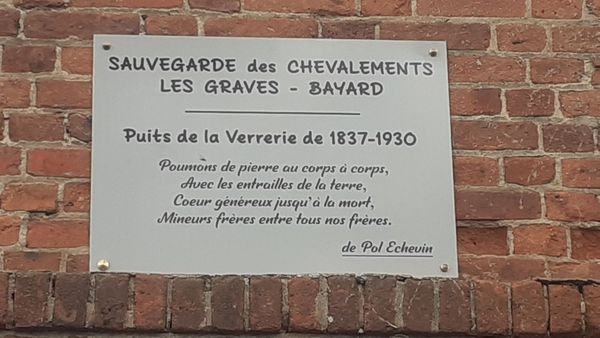 SAUVEGARDE des CHEVALEMENTS
LES GRAVES - BAYARD
Puits de la Verrerie de 1837-1930
Poumons de pierre au corps à corps,
Avec les entrailles de la terre,
Coeur généreux jusqu'à la mort,
Mineurs frères entre tous nos frères.
de Pol Echevin